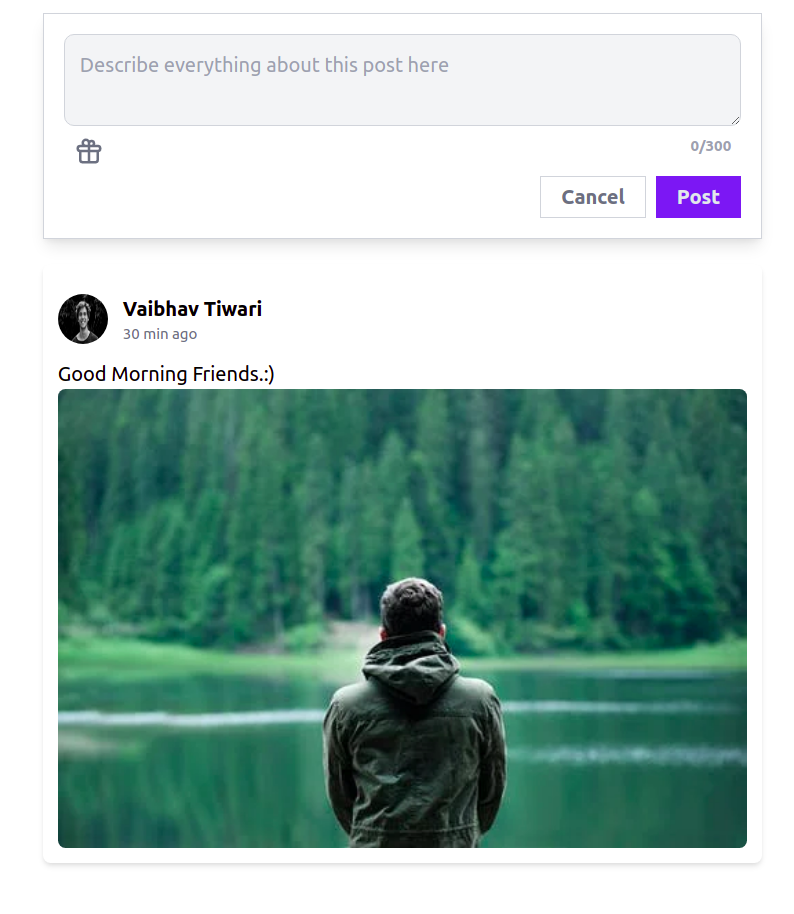 Describe everything about this post here
0/300
Cancel
Post
Vaibhav Tiwari
30 min ago
Good Morning Friends.:)